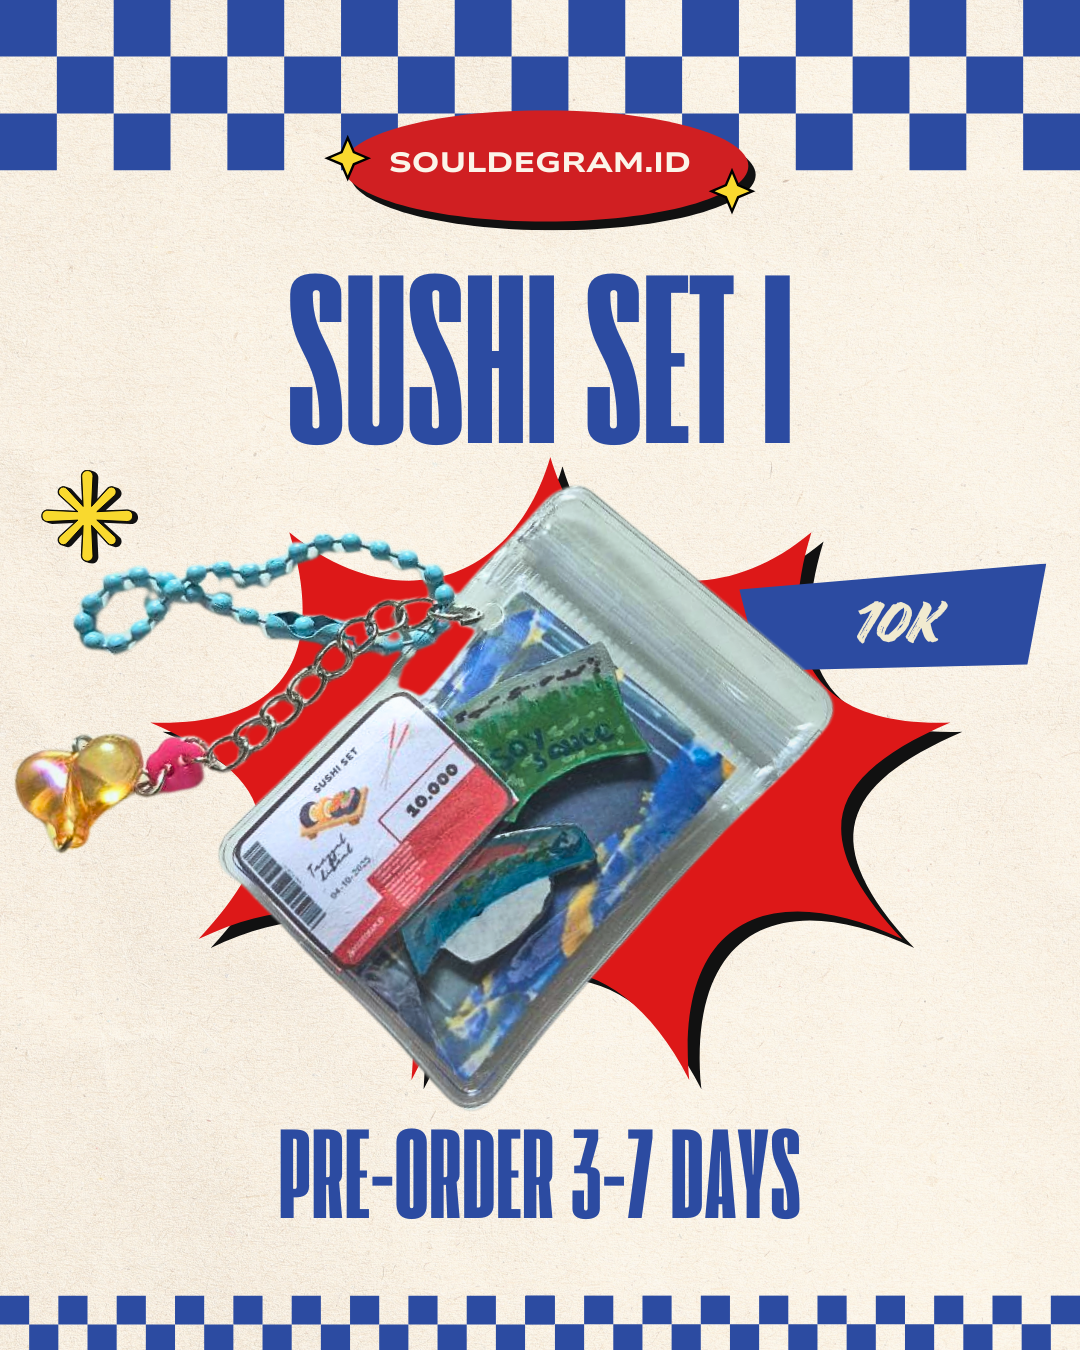 SOULDEGRAM.ID
SUSHI SET I
10K
SOY
SAUCE
SUSHI SET
10.000
04-10-2025
PRE-ORDER 3-7 DAYS